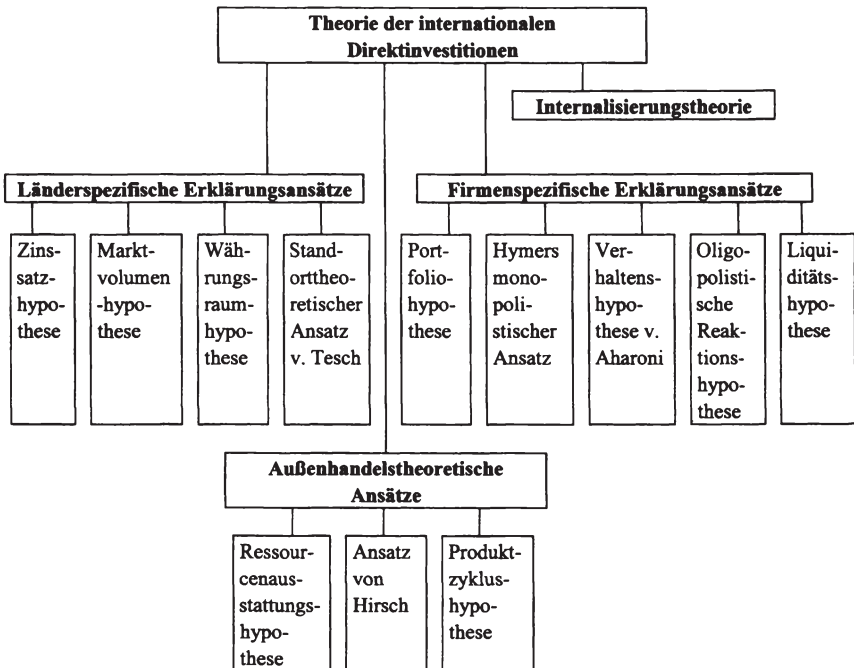 Theorie der internationalen
Direktinvestitionen
Internalisierungstheorie
Länderspezifische Erklärungsansätze
Firmenspezifische Erklärungsansätze
Zins-
satz-
hypo-
these
Markt-
volumen
-hypo-
these
Wäh-
rungs-
raum-
hypo-
these
Stand-
orttheo-
retischer
Ansatz
v. Tesch
Port-
folio-
hypo-
these
Hymers
mono-
poli-
stischer
Ansatz
Ver-
haltens-
hypo-
these v.
Aharoni
Oligo-
polisti-
sche
Reak-
tions-
hypo-
these
Liqui-
ditäts-
hypo-
these
Außenhandelstheoretische
Ansätze
Ressour-
cenaus-
stattungs-
hypo-
these
Ansatz
von
Hirsch
Produkt-
zyklus-
hypo-
these